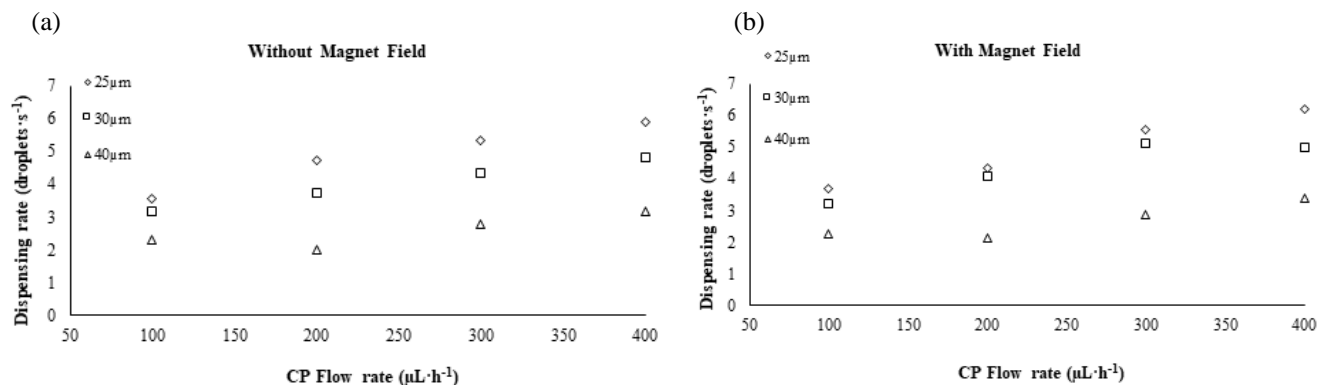 (a)
Without Magnet Field
25µm
30µm
40µm
Dispensing rate (droplets·s⁻¹)
7
6
5
4
3
2
1
0
50 100 150 200 250 300 350 400
CP Flow rate (µL·h⁻¹)
(b)
With Magnet Field
25µm
30µm
40µm
Dispensing rate (droplets·s⁻¹)
7
6
5
4
3
2
1
0
50 100 150 200 250 300 350 400
CP Flow rate (µL·h⁻¹)